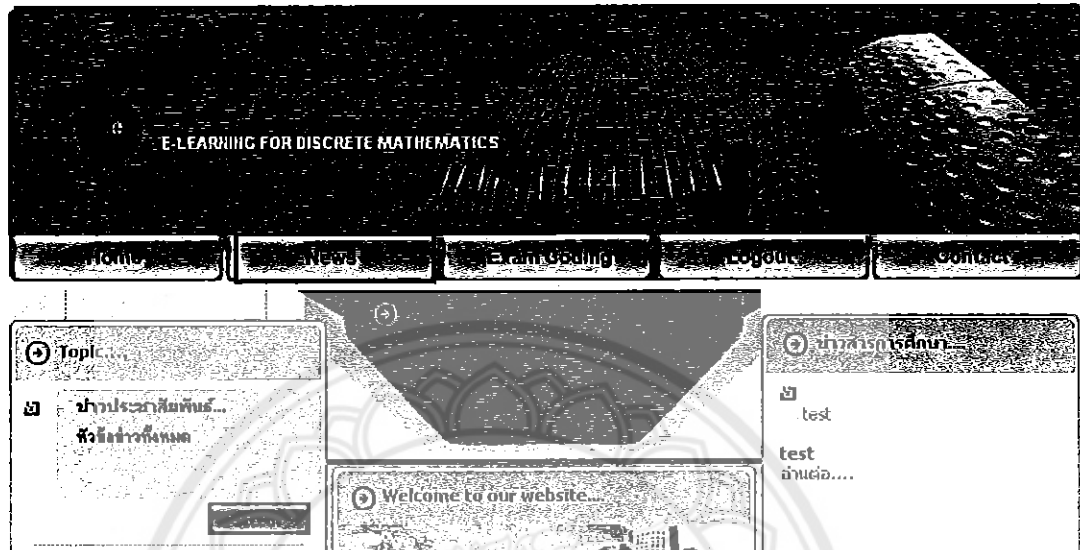 e
E-LEARNING FOR DISCRETE MATHEMATICS
Home
News
Exam Coding
Logout
Contact
Topic....
ข่าวประชาสัมพันธ์...
หัวข้อข่าวทั้งหมด
Welcome to our website....
ข่าวสารการศึกษา....
test
test
อ่านต่อ....